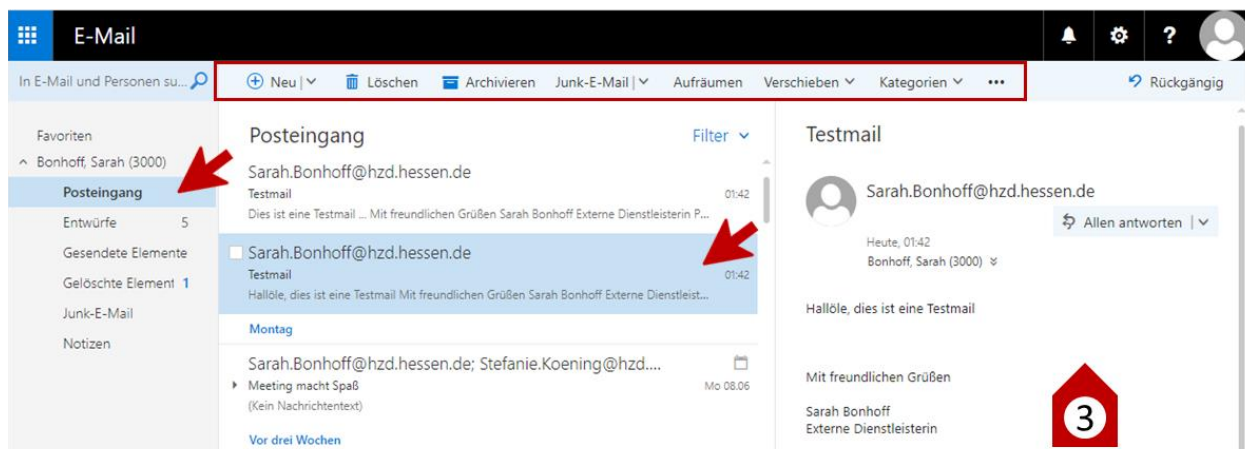 E-Mail
?
In E-Mail und Personen su...
Neu
Löschen
Archivieren
Junk-E-Mail
Aufräumen
Verschieben
Kategorien
•••
Rückgängig
Favoriten
Bonhoff, Sarah (3000)
Posteingang
Entwürfe 5
Gesendete Elemente
Gelöschte Element 1
Junk-E-Mail
Notizen
Posteingang
Filter
Sarah.Bonhoff@hzd.hessen.de
Testmail 01:42
Dies ist eine Testmail ... Mit freundlichen Grüßen Sarah Bonhoff Externe Dienstleisterin P...
Sarah.Bonhoff@hzd.hessen.de
Testmail 01:42
Hallöle, dies ist eine Testmail Mit freundlichen Grüßen Sarah Bonhoff Externe Dienstleist...
Montag
Sarah.Bonhoff@hzd.hessen.de; Stefanie.Koening@hzd....
Meeting macht Spaß Mo 08.06
(Kein Nachrichtentext)
Vor drei Wochen
Testmail
Sarah.Bonhoff@hzd.hessen.de
Allen antworten
Heute, 01:42
Bonhoff, Sarah (3000)
Hallöle, dies ist eine Testmail
Mit freundlichen Grüßen
Sarah Bonhoff
Externe Dienstleisterin
3